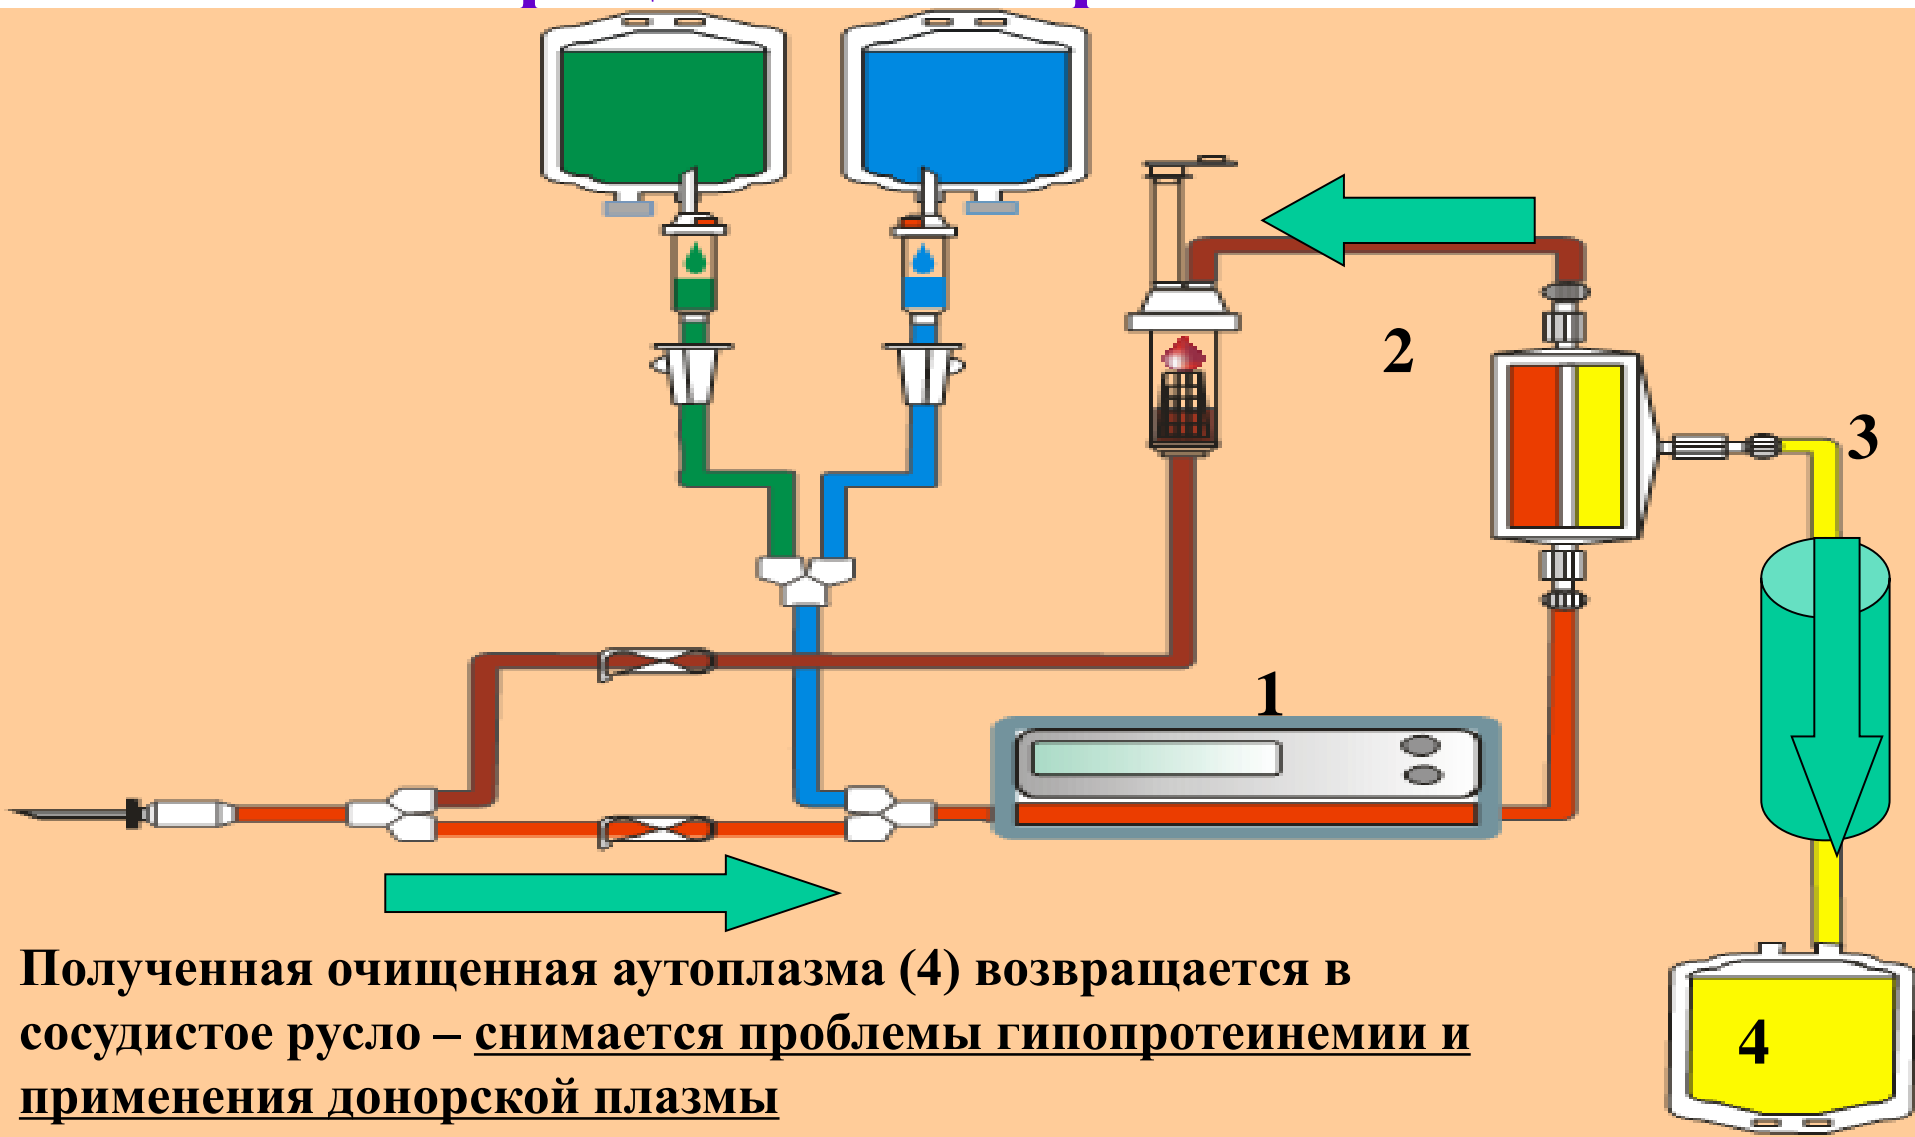 2
3
1
Полученная очищенная аутоплазма (4) возвращается в
сосудистое русло – снимается проблемы гипопротеинемии и
применения донорской плазмы
4